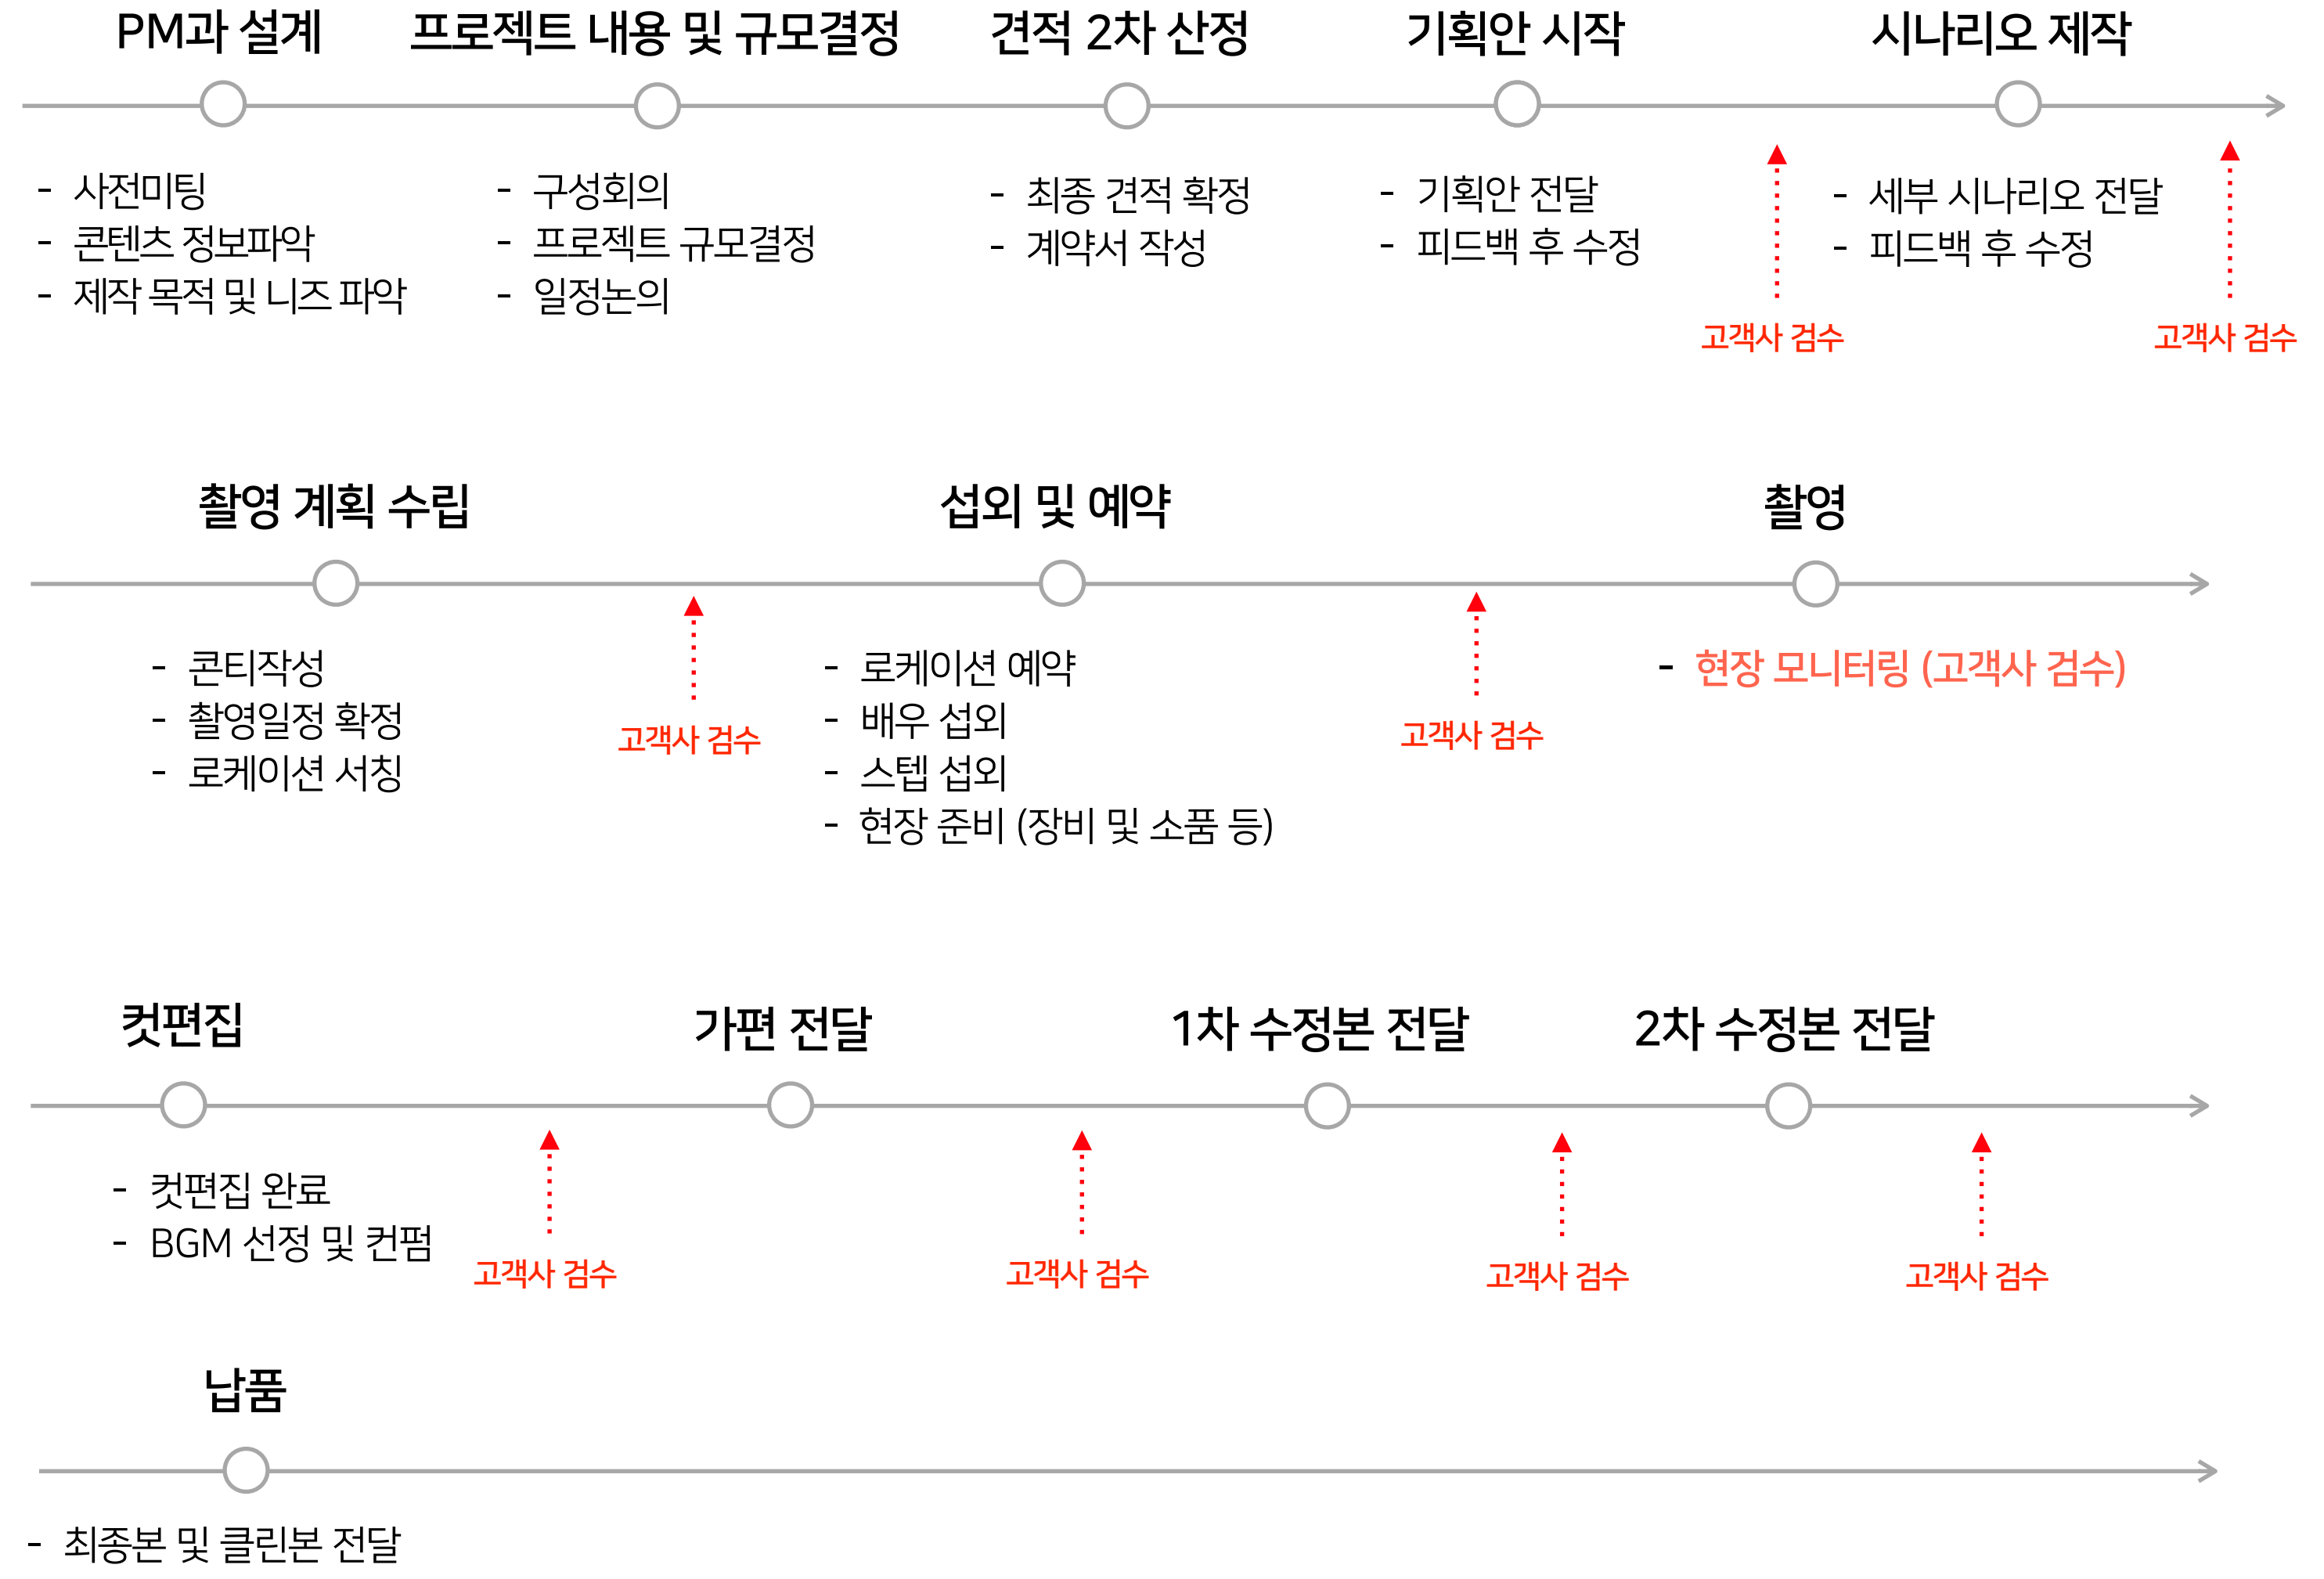 PM과 설계
프로젝트 내용 및 규모결정
견적 2차 산정
기획안 시작
시나리오 제작
- 사전미팅
- 콘텐츠 정보파악
- 제작 목적 및 니즈 파악
- 구성회의
- 프로젝트 규모결정
- 일정논의
- 최종 견적 확정
- 계약서 작성
- 기획안 전달
- 피드백 후 수정
- 세부 시나리오 전달
- 피드백 후 수정
고객사 검수
고객사 검수
촬영 계획 수립
섭외 및 예약
촬영
- 콘티작성
- 촬영일정 확정
- 로케이션 서칭
고객사 검수
- 로케이션 예약
- 배우 섭외
- 스텝 섭외
- 현장 준비 (장비 및 소품 등)
고객사 검수
- 현장 모니터링 (고객사 검수)
컷편집
기편 전달
1차 수정본 전달
2차 수정본 전달
- 컷편집 완료
- BGM 선정 및 컨펌
고객사 검수
고객사 검수
고객사 검수
고객사 검수
납품
- 최종본 및 클린본 전달